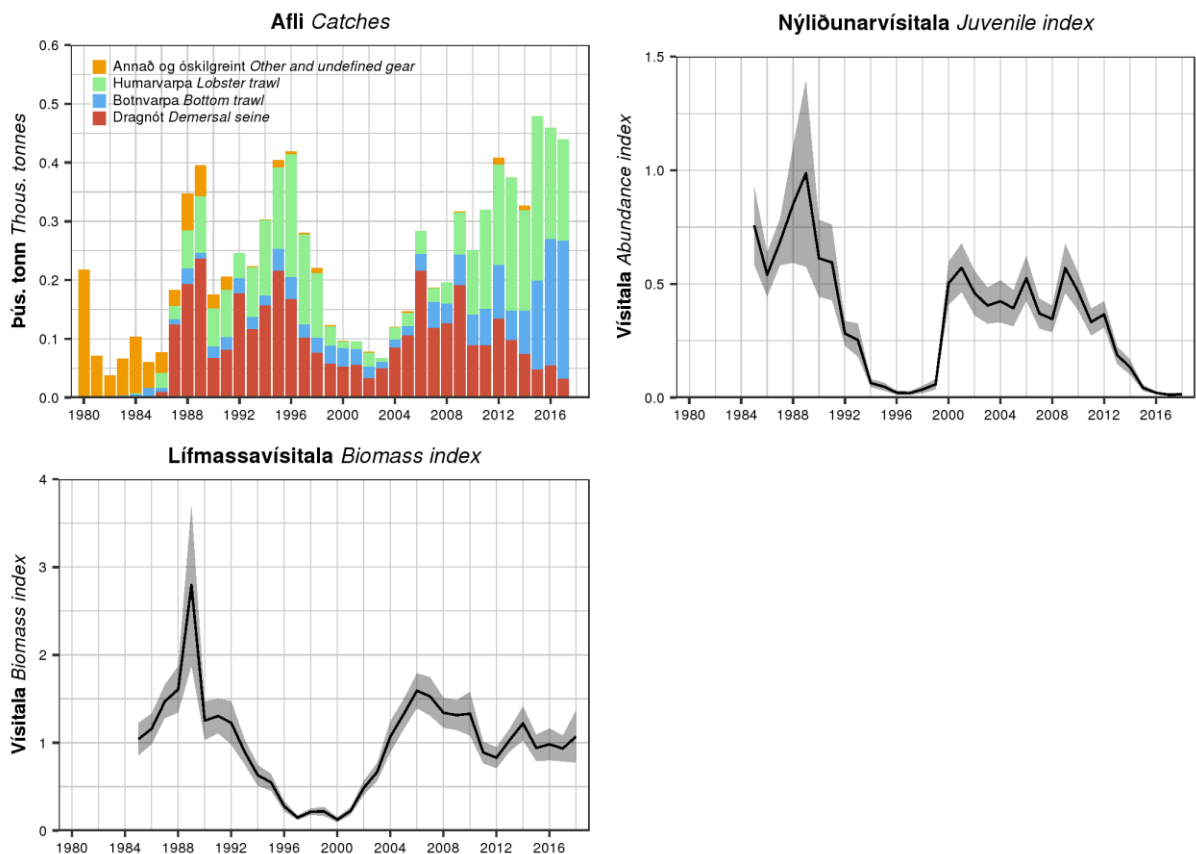 Afli Catches
Þús. tonn Thous. tonnes
0.6
0.5
0.4
0.3
0.2
0.1
0.0
Annað og óskilgreint Other and undefined gear
Humarvarpa Lobster trawl
Botnvarpa Bottom trawl
Dragnót Demersal seine
1980 1984 1988 1992 1996 2000 2004 2008 2012 2016
Nýliðunarvísitala Juvenile index
Vísitala Abundance index
1.5
1.0
0.5
0.0
1980 1984 1988 1992 1996 2000 2004 2008 2012 2016
Lífmassavísitala Biomass index
Vísitala Biomass index
4
3
2
1
0
1980 1984 1988 1992 1996 2000 2004 2008 2012 2016